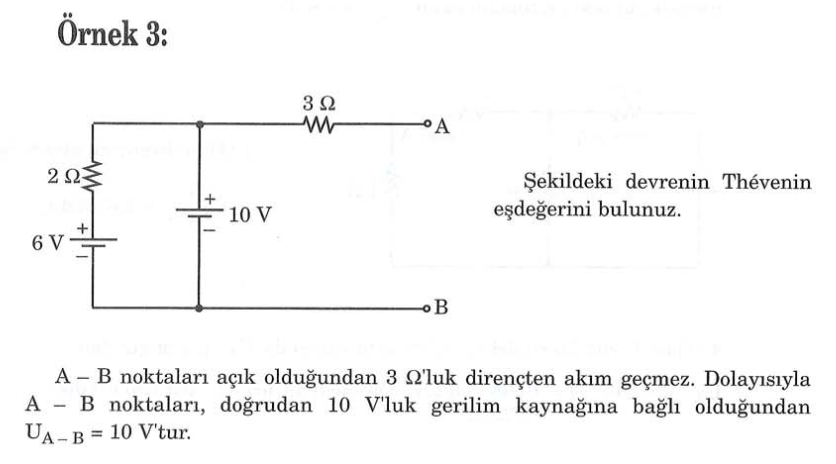 Örnek 3:
3 Ω
A
2 Ω
+
10 V
−
+
6 V
−
Şekildeki devrenin Thévenin
eşdeğerini bulunuz.
B
A – B noktaları açık olduğundan 3 Ω'luk dirençten akım geçmez. Dolayısıyla
A – B noktaları, doğrudan 10 V'luk gerilim kaynağına bağlı olduğundan
U_A – B = 10 V'tur.